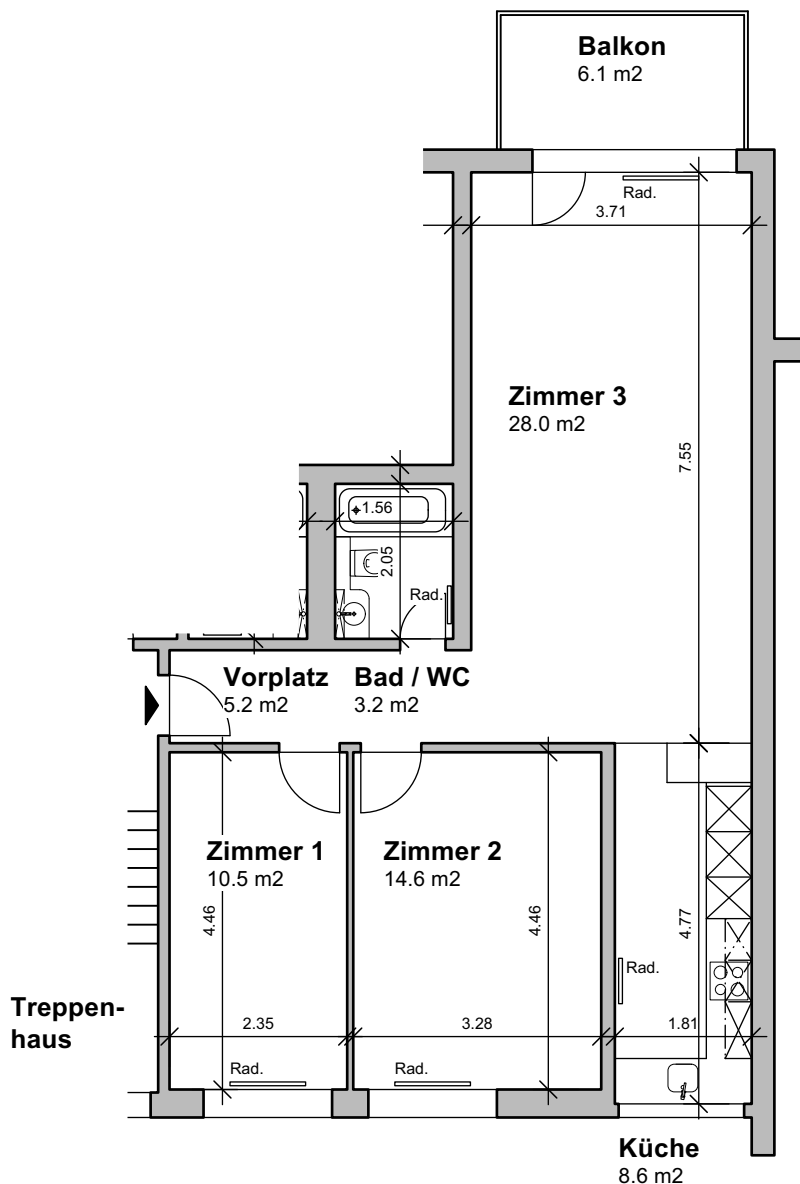 Balkon
6.1 m2
Rad.
3.71
Zimmer 3
28.0 m2
7.55
1.56
2.05
Rad.
Vorplatz
5.2 m2
Bad / WC
3.2 m2
Zimmer 1
10.5 m2
Zimmer 2
14.6 m2
4.46
4.46
4.77
Rad.
Treppen-
haus
2.35
3.28
1.81
Rad.
Rad.
Küche
8.6 m2